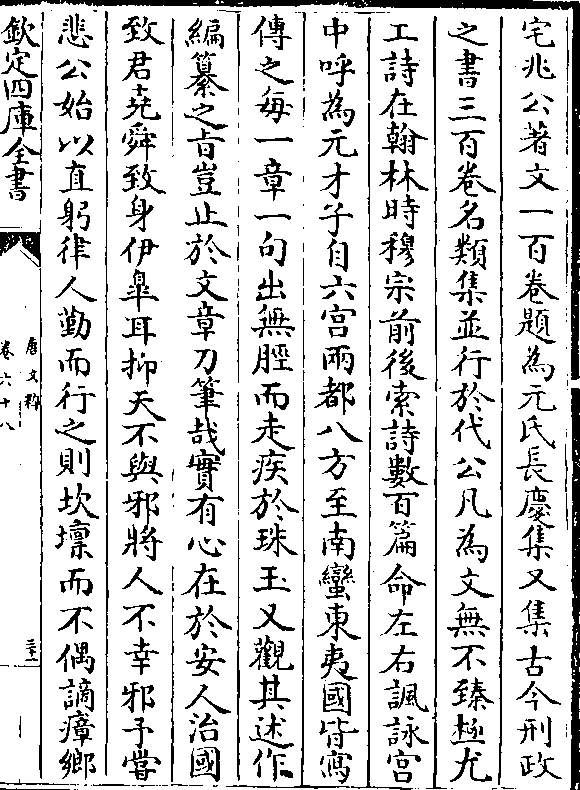 宅兆公著文一百卷題為元氏長慶集又集古今刑政
之書三百卷名類集並行於代公凡為文無不臻極尤
工詩在翰林時穆宗前後索詩數百篇命左右諷詠宫
中呼為元才子自六宫兩都八方至南蠻東夷國皆寫
傳之每一章一句出無脛而走疾於珠玉又觀其述作
編纂之旨豈止於文章刀筆哉實有心在於安人治國
致君堯舜致身伊臯耳抑天不與邪將人不幸邪予嘗
悲公始以直躬律人勤而行之則坎壈而不偶謫瘴鄉
欽定四庫全書
唐文粹
卷六十八
三十二